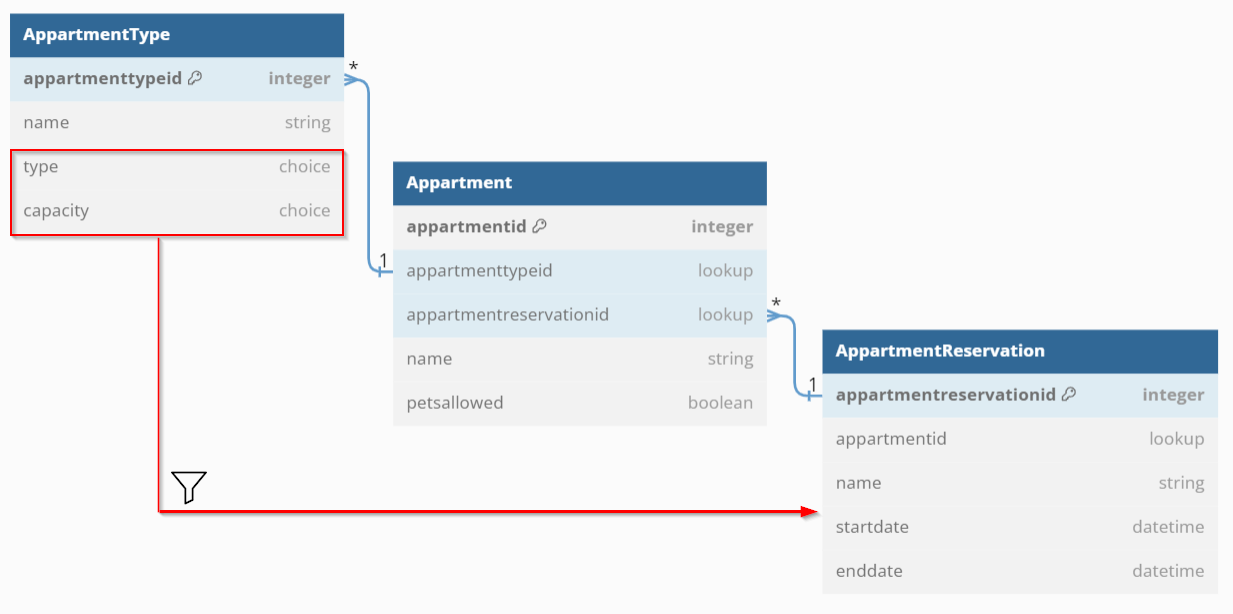 AppartmentType
appartmenttypeid integer
name string
type choice
capacity choice
*
1
Appartment
appartmentid integer
appartmenttypeid lookup
appartmentreservationid lookup
name string
petsallowed boolean
*
1
AppartmentReservation
appartmentreservationid integer
appartmentid lookup
name string
startdate datetime
enddate datetime